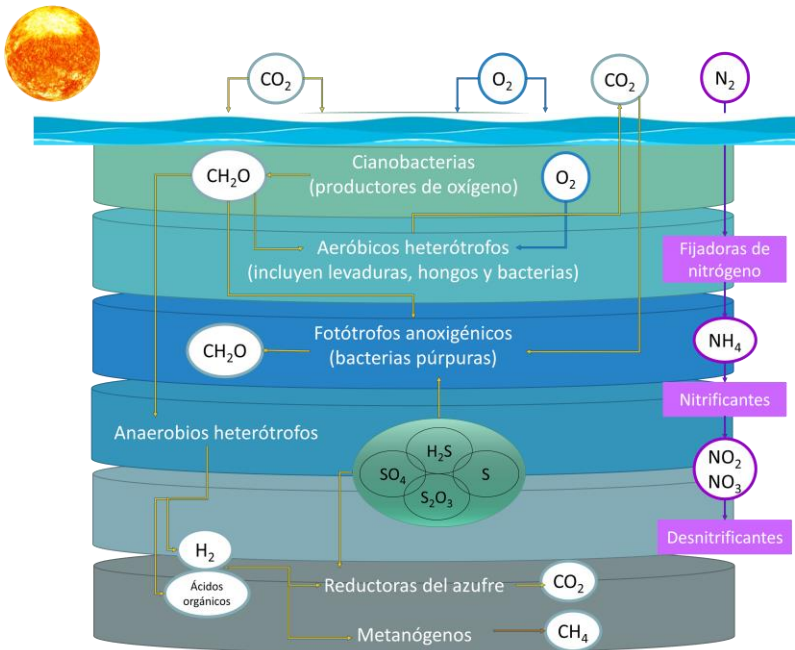 CO₂
O₂
CO₂
N₂
CH₂O
Cianobacterias
(productores de oxígeno)
O₂
Aeróbicos heterótrofos
(incluyen levaduras, hongos y bacterias)
Fijadoras de
nitrógeno
Fotótrofos anoxigénicos
(bacterias púrpuras)
CH₂O
NH₄
Nitrificantes
Anaerobios heterótrofos
H₂S
SO₄
S
S₂O₃
NO₂
NO₃
Desnitrificantes
H₂
Ácidos
orgánicos
Reductoras del azufre
CO₂
Metanógenos
CH₄